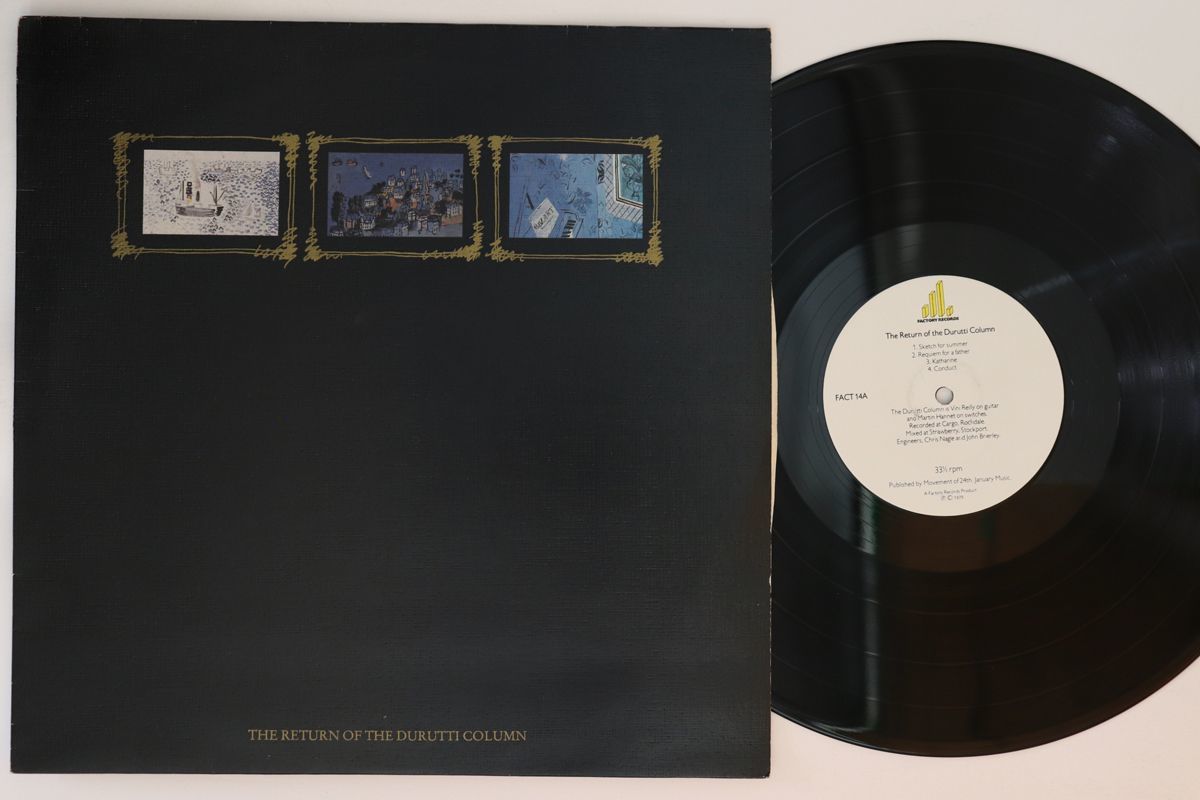 THE RETURN OF THE DURUTTI COLUMN
FACTORY RECORDS
The Return of the Durutti Column
1. Sketch for summer
2. Requiem for a father
3. Katharine
4. Conduct
FACT 14A
The Durutti Column is Vini Reilly on guitar
and Martin Hannet on switches.
Recorded at Cargo, Rochdale.
Mixed at Strawberry, Stockport.
Engineers, Chris Nagle and John Brierley.
33⅓ rpm
Published by Movement of 24th. January Music.
A Factory Records Product
℗ © 1979